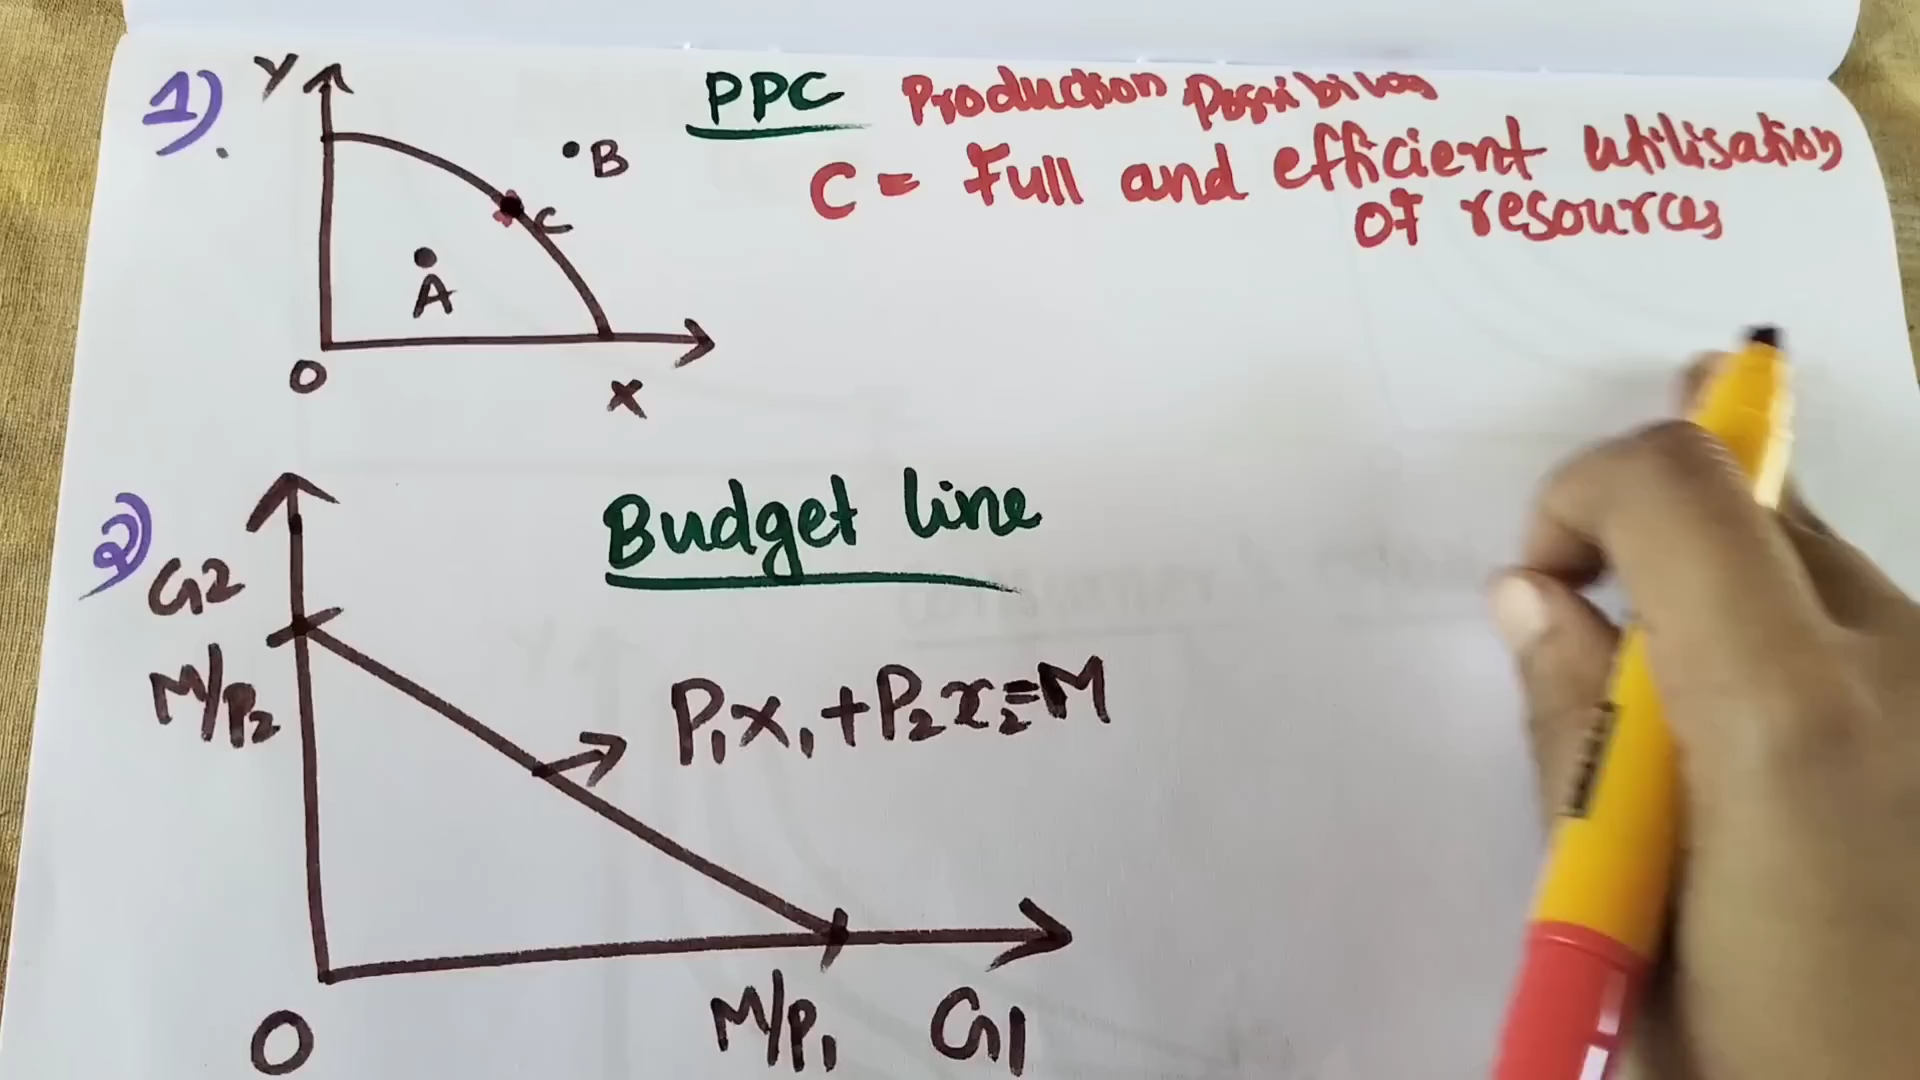 1).
Y
PPC Production Possibilities
C = Full and efficient utilisation
of resources
B
C
A
O
X
2)
Budget line
G2
M/P₂
P₁x₁+P₂x₂=M
M/P₁
G1
O